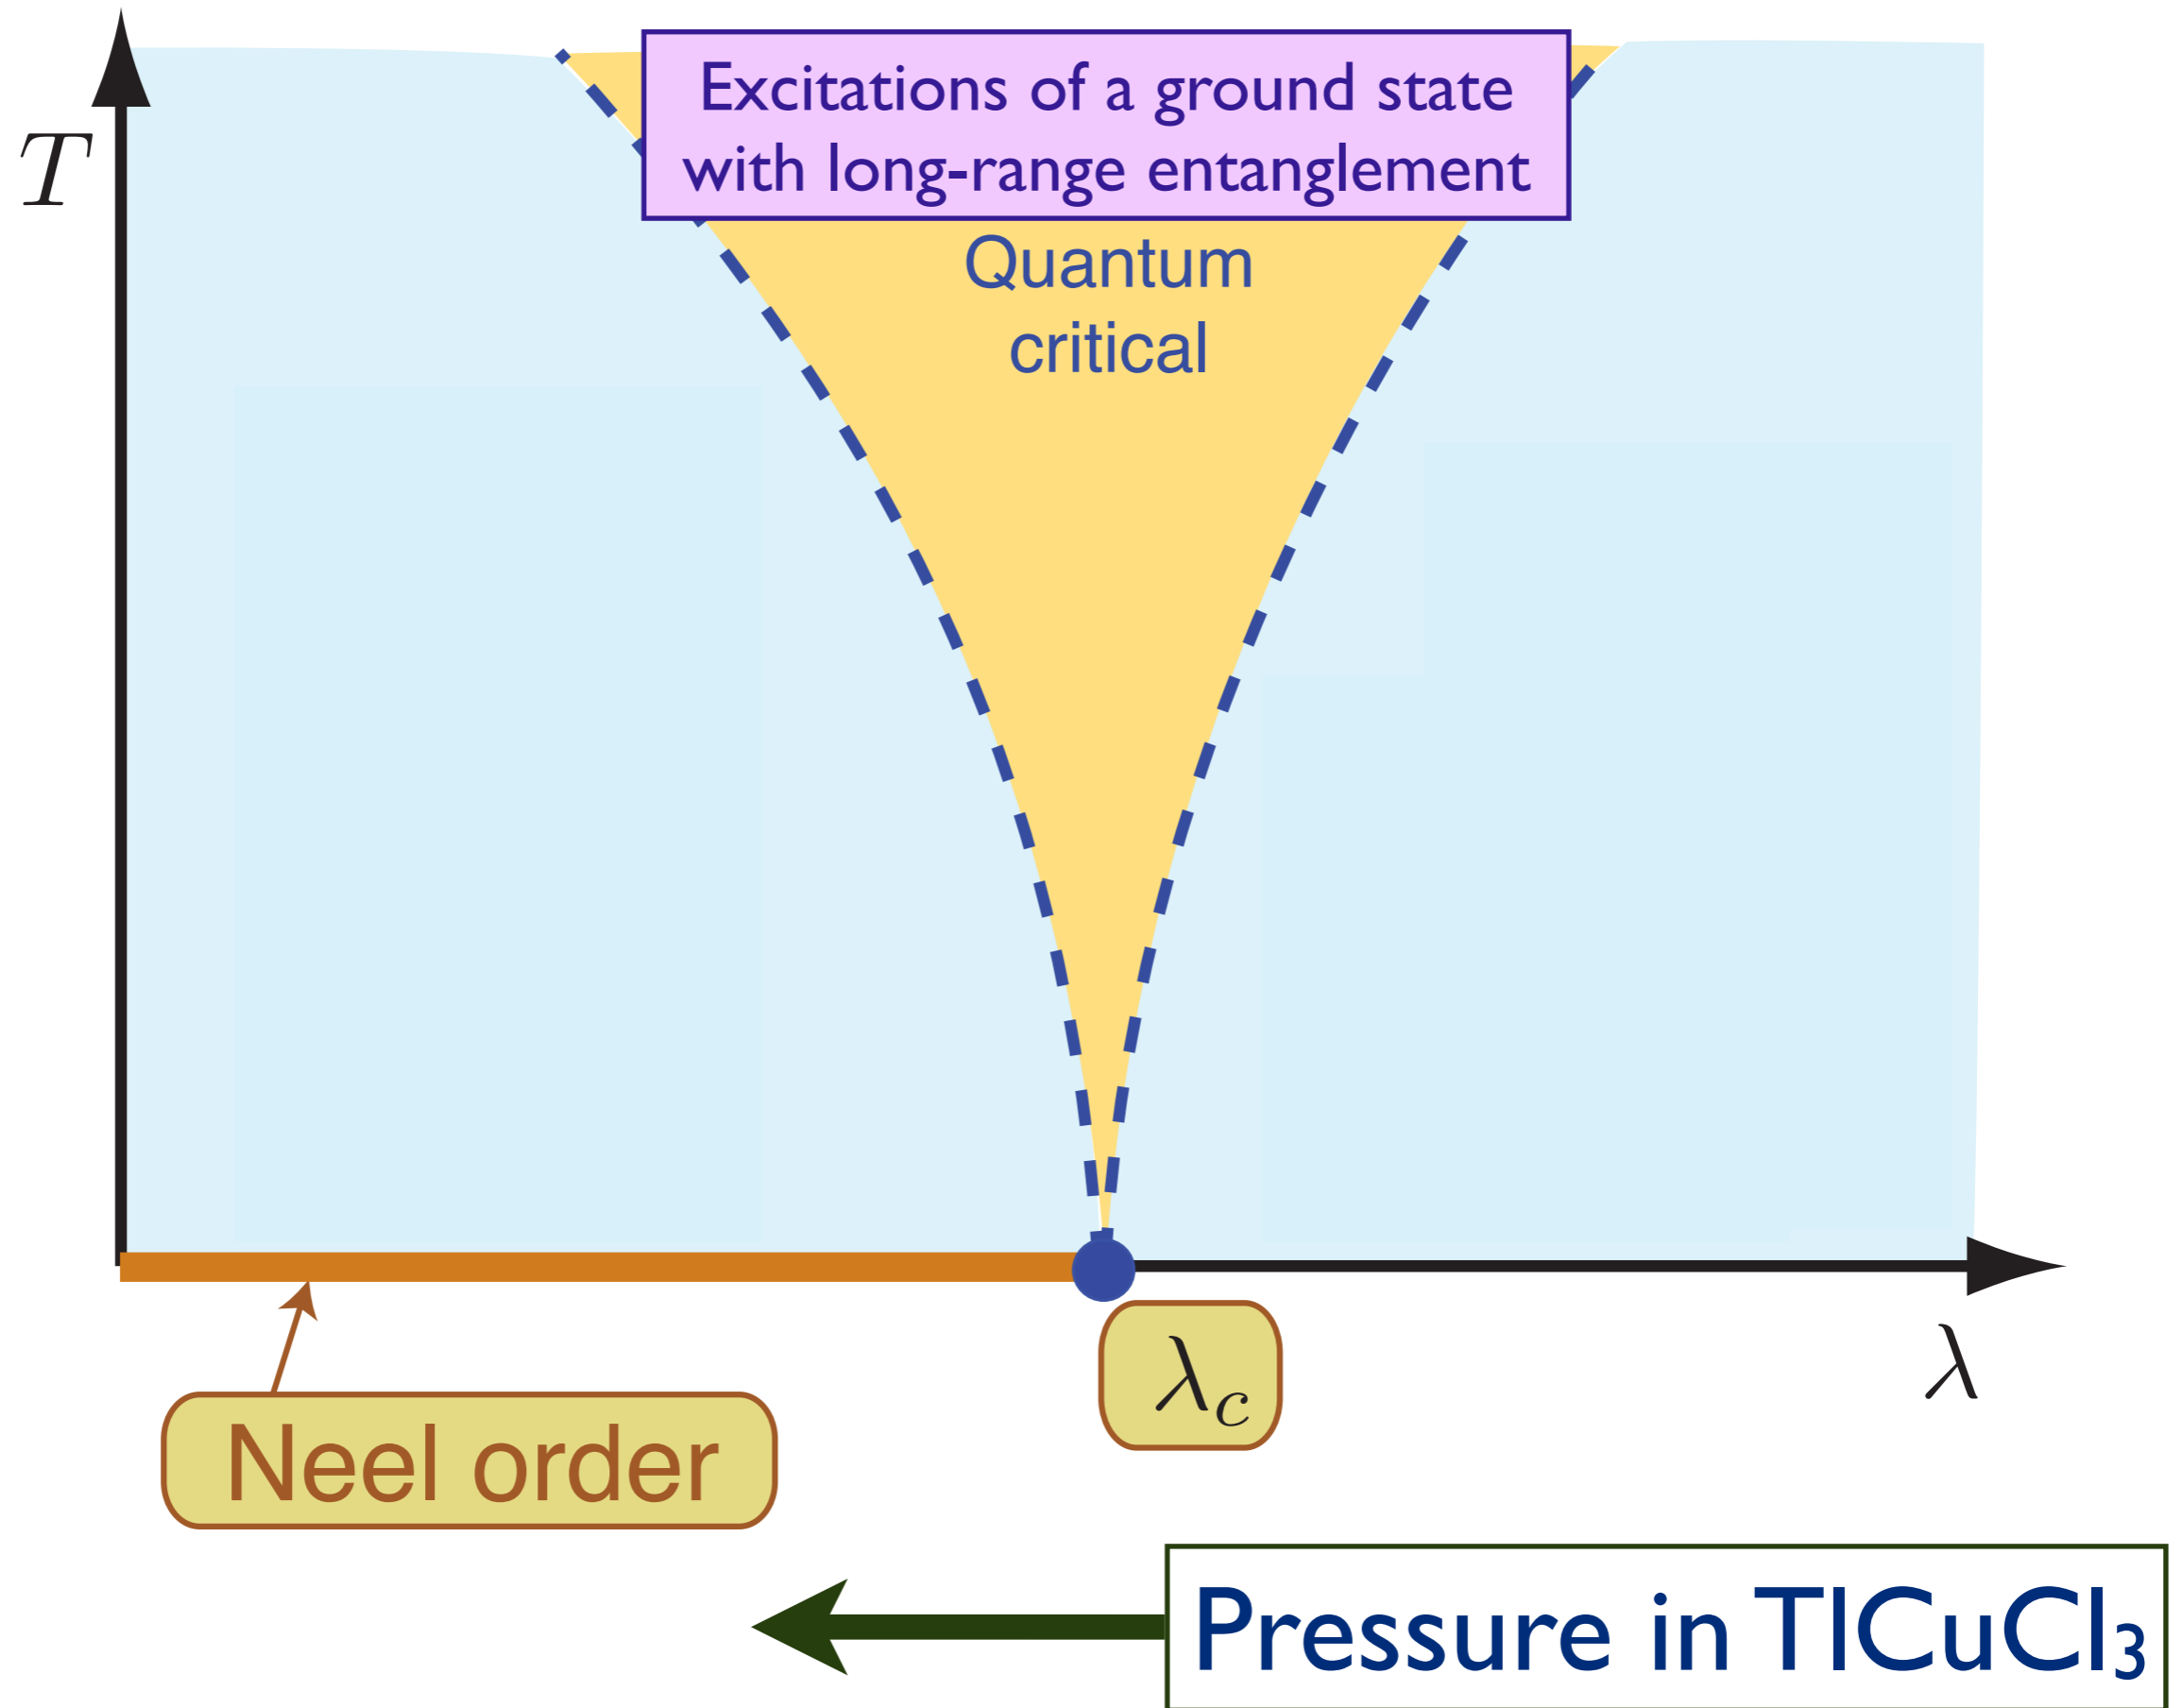 T
Excitations of a ground state
with long-range entanglement
Quantum
critical
λ
λc
Neel order
Pressure in TlCuCl3